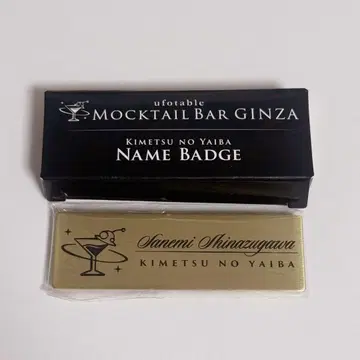 ufotable
MOCKTAIL BAR GINZA
KIMETSU NO YAIBA
NAME BADGE
Sanemi Shinazugawa
KIMETSU NO YAIBA